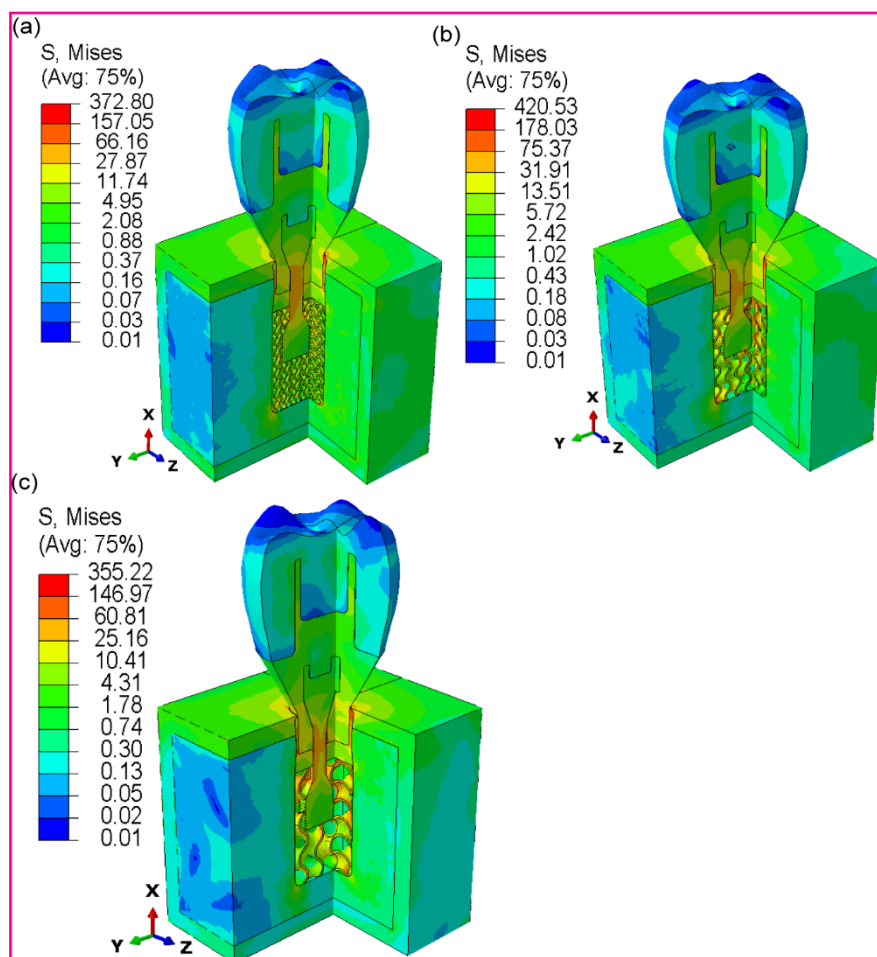 (a)
S, Mises
(Avg: 75%)
372.80
157.05
66.16
27.87
11.74
4.95
2.08
0.88
0.37
0.16
0.07
0.03
0.01
X
Y
Z
(b)
S, Mises
(Avg: 75%)
420.53
178.03
75.37
31.91
13.51
5.72
2.42
1.02
0.43
0.18
0.08
0.03
0.01
X
Y
Z
(c)
S, Mises
(Avg: 75%)
355.22
146.97
60.81
25.16
10.41
4.31
1.78
0.74
0.30
0.13
0.05
0.02
0.01
X
Y
Z